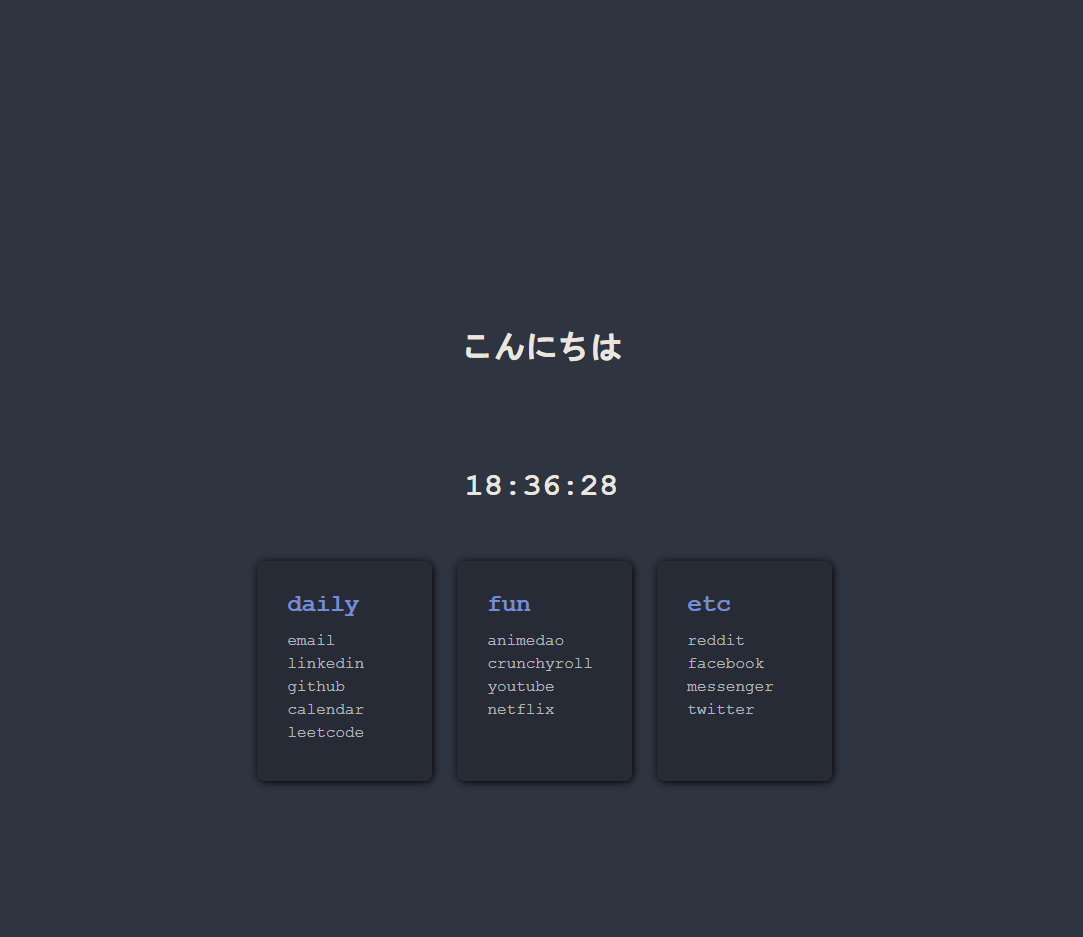 こんにちは
18:36:28
daily
email
linkedin
github
calendar
leetcode
fun
animedao
crunchyroll
youtube
netflix
etc
reddit
facebook
messenger
twitter